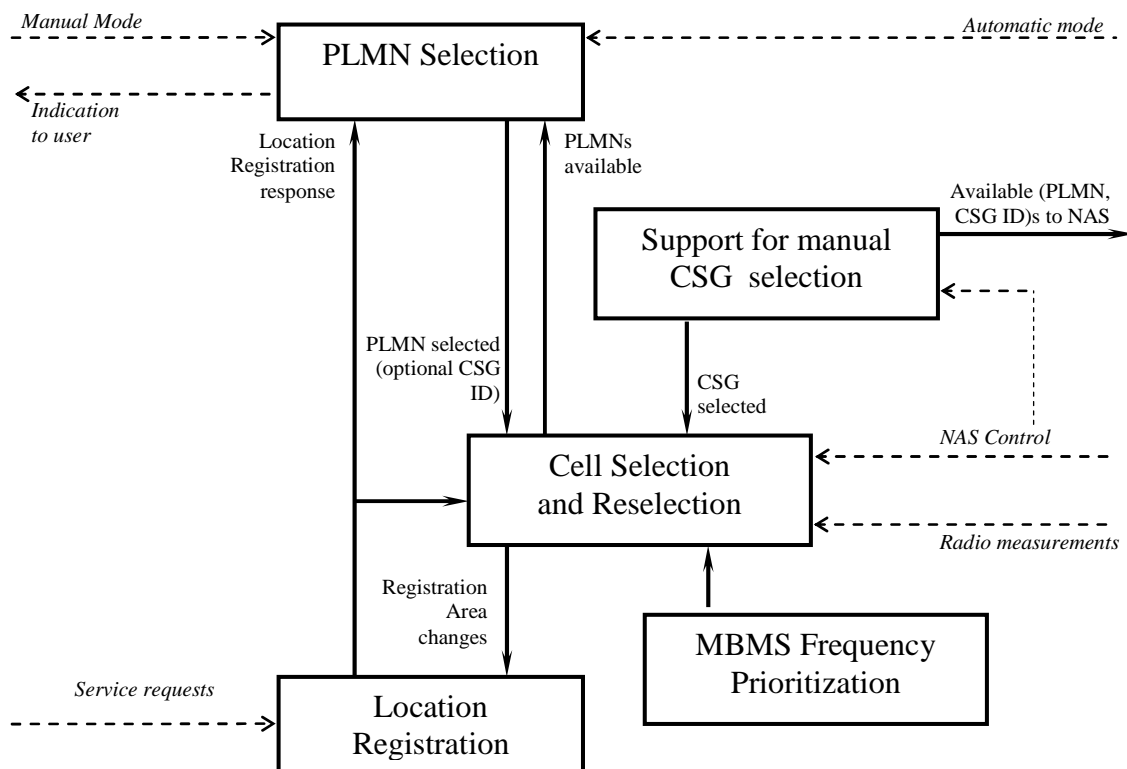 Manual Mode
Automatic mode
PLMN Selection
Indication
to user
Location
Registration
response
PLMNs
available
Available (PLMN,
CSG ID)s to NAS
Support for manual
CSG selection
PLMN selected
(optional CSG
ID)
CSG
selected
NAS Control
Cell Selection
and Reselection
Radio measurements
Registration
Area
changes
MBMS Frequency
Prioritization
Service requests
Location
Registration